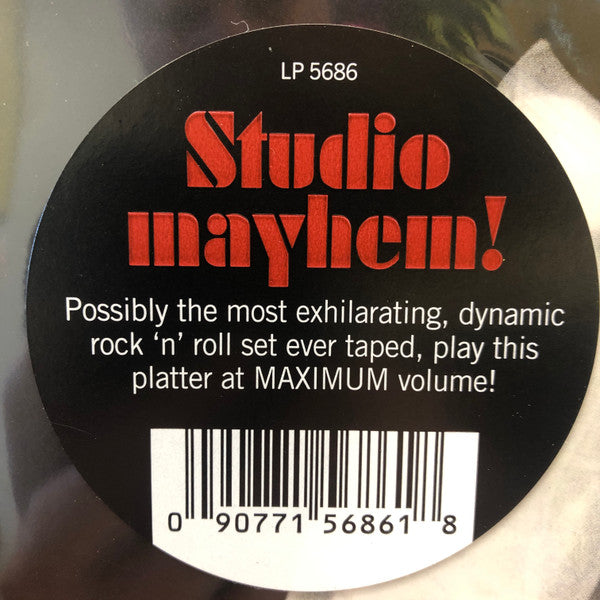 LP 5686
Studio
mayhem!
Possibly the most exhilarating, dynamic
rock ‘n’ roll set ever taped, play this
platter at MAXIMUM volume!
0 90771 56861 8